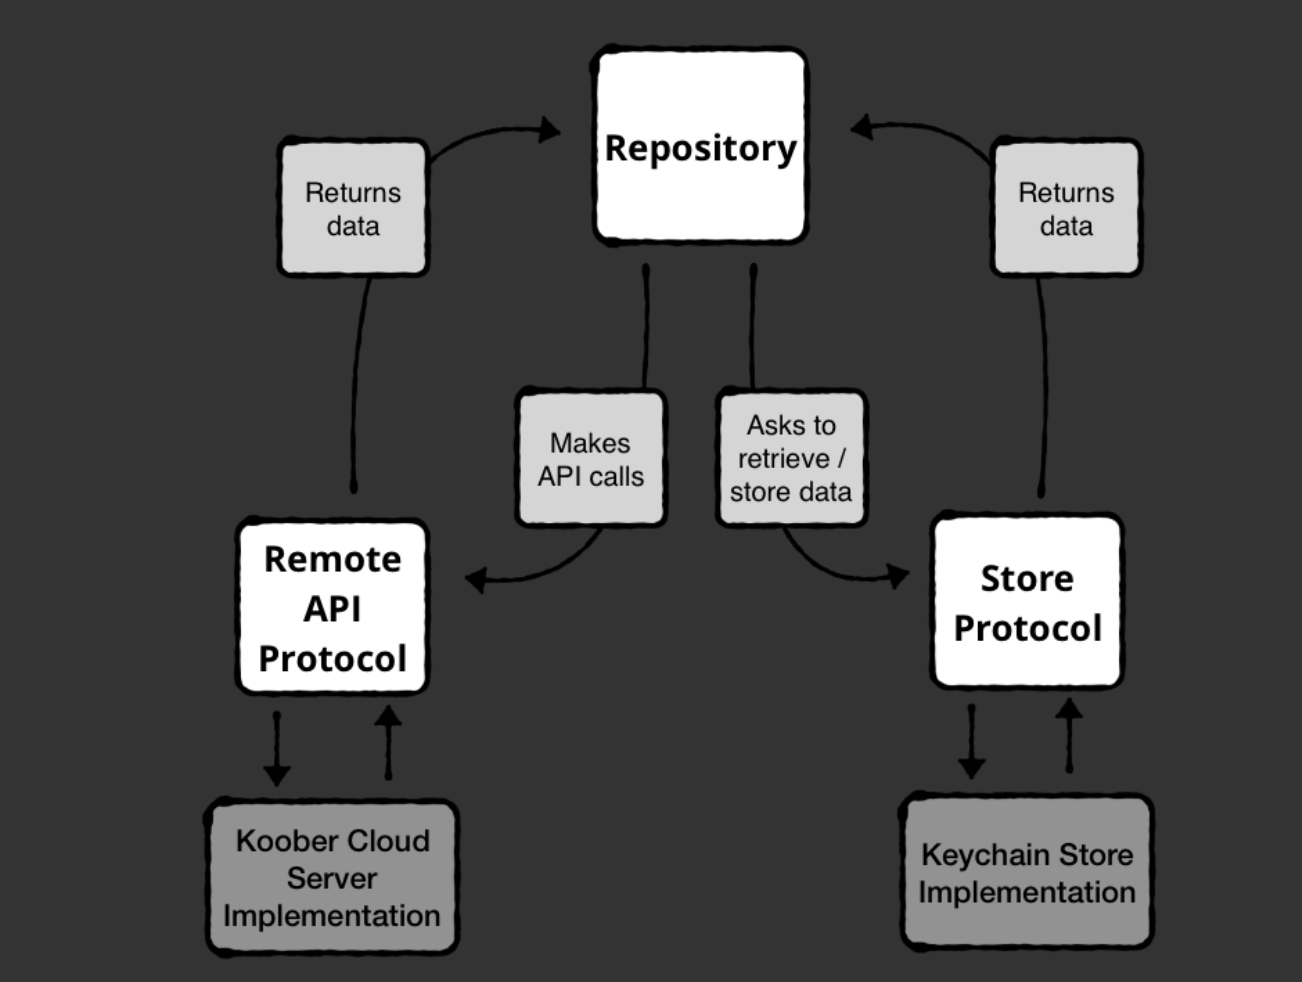 Repository
Returns
data
Returns
data
Makes
API calls
Asks to
retrieve /
store data
Remote
API
Protocol
Store
Protocol
Koober Cloud
Server
Implementation
Keychain Store
Implementation